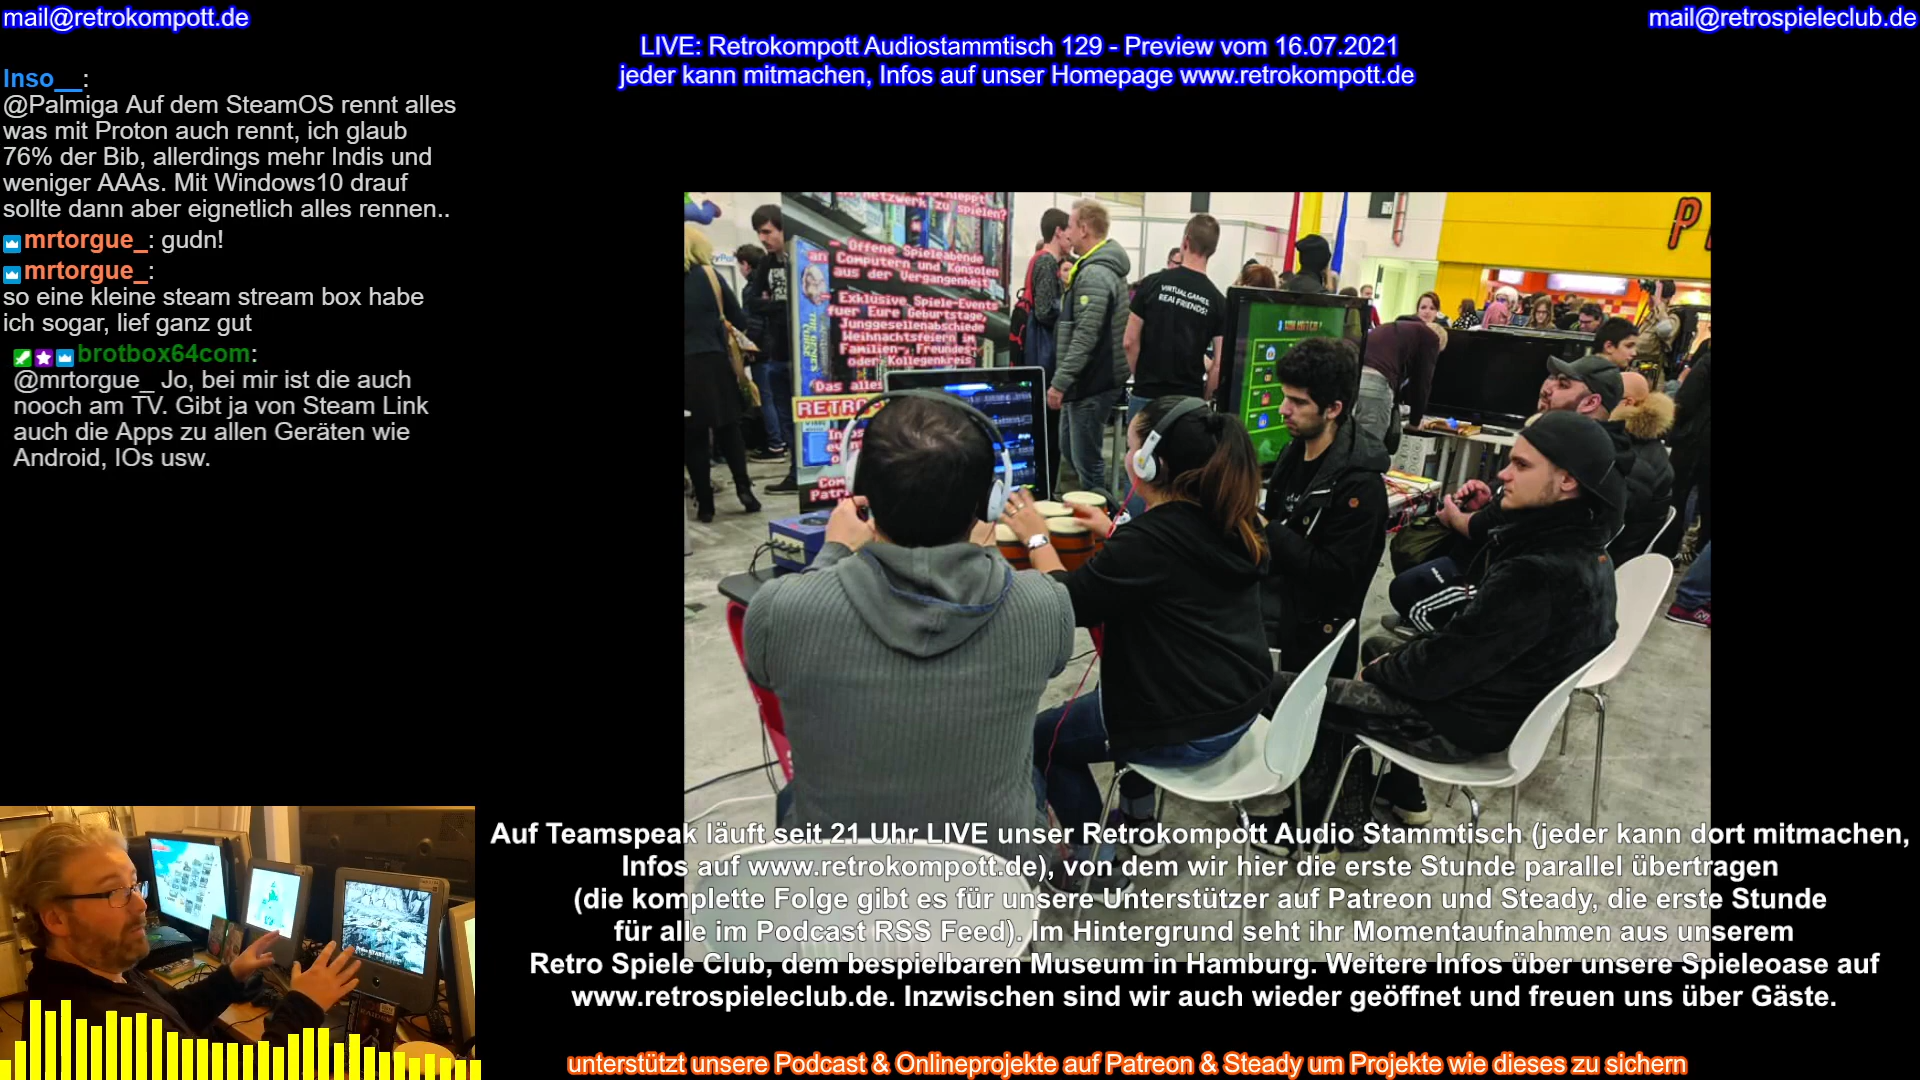 mail@retrokompott.de
mail@retrospieleclub.de
LIVE: Retrokompott Audiostammtisch 129 - Preview vom 16.07.2021
jeder kann mitmachen, Infos auf unser Homepage www.retrokompott.de
Inso__:
@Palmiga Auf dem SteamOS rennt alles
was mit Proton auch rennt, ich glaub
76% der Bib, allerdings mehr Indis und
weniger AAAs. Mit Windows10 drauf
sollte dann aber eignetlich alles rennen..
mrtorgue_: gudn!
mrtorgue_:
so eine kleine steam stream box habe
ich sogar, lief ganz gut
brotbox64com:
@mrtorgue_ Jo, bei mir ist die auch
nooch am TV. Gibt ja von Steam Link
auch die Apps zu allen Geräten wie
Android, IOs usw.
Netzwerk zu spielen?
- Offene Spieleabende
an Computern und Konsolen
aus der Vergangenheit
Exklusive Spiele-Events
fuer Eure Geburtstage,
Junggesellenabschiede
Weihnachtsfeiern im
Familien-, Freundes-
oder Kollegenkreis
Das alles
RETRO
VIRTUAL GAMES
REAL FRIENDS?
P
Auf Teamspeak läuft seit 21 Uhr LIVE unser Retrokompott Audio Stammtisch (jeder kann dort mitmachen,
Infos auf www.retrokompott.de), von dem wir hier die erste Stunde parallel übertragen
(die komplette Folge gibt es für unsere Unterstützer auf Patreon und Steady, die erste Stunde
für alle im Podcast RSS Feed). Im Hintergrund seht ihr Momentaufnahmen aus unserem
Retro Spiele Club, dem bespielbaren Museum in Hamburg. Weitere Infos über unsere Spieleoase auf
www.retrospieleclub.de. Inzwischen sind wir auch wieder geöffnet und freuen uns über Gäste.
unterstützt unsere Podcast & Onlineprojekte auf Patreon & Steady um Projekte wie dieses zu sichern